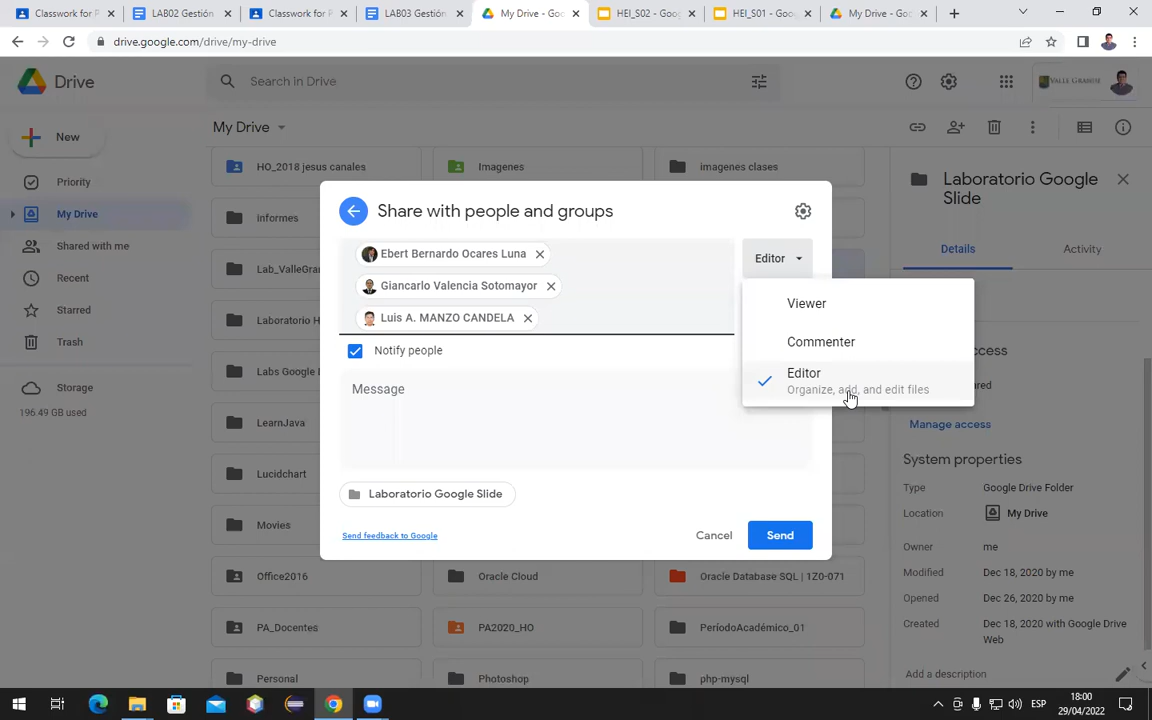 Classwork for P
LAB02 Gestión
Classwork for P
LAB03 Gestión
My Drive - Goo
HEI_S02 - Goog
HEI_S01 - Goog
My Drive - Goo
drive.google.com/drive/my-drive
Drive
Search in Drive
VALLE GRANDE
My Drive
New
Priority
My Drive
Shared with me
Recent
Starred
Trash
Storage
196.49 GB used
HO_2018 jesus canales
Imagenes
imagenes clases
informes
Lab_ValleGran
Laboratorio H
Labs Google
LearnJava
Lucidchart
Movies
Office2016
Oracle Cloud
Oracle Database SQL | 1Z0-071
PA_Docentes
PA2020_HO
PeríodoAcadémico_01
Personal
Photoshop
php-mysql
Share with people and groups
Ebert Bernardo Ocares Luna
Giancarlo Valencia Sotomayor
Luis A. MANZO CANDELA
Editor
Viewer
Commenter
Editor
Organize, add, and edit files
Notify people
Message
Laboratorio Google Slide
Send feedback to Google
Cancel
Send
Laboratorio Google
Slide
Details
Activity
Manage access
System properties
Type
Google Drive Folder
Location
My Drive
Owner
me
Modified
Dec 18, 2020 by me
Opened
Dec 26, 2020 by me
Created
Dec 18, 2020 with Google Drive
Web
Add a description
ESP
18:00
29/04/2022